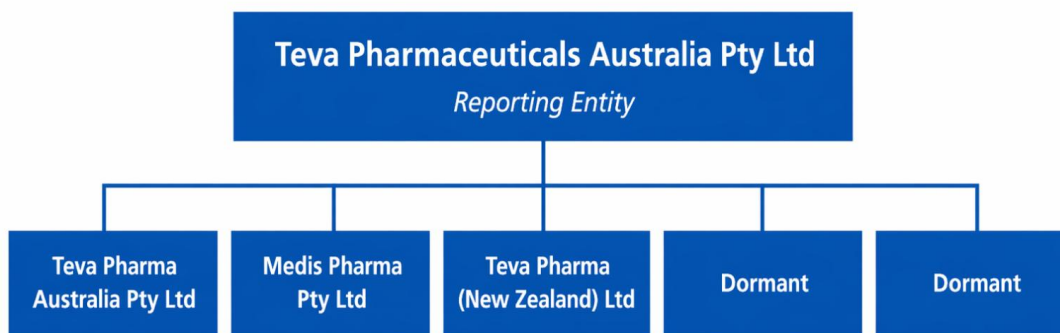 Teva Pharmaceuticals Australia Pty Ltd
Reporting Entity
Teva Pharma
Australia Pty Ltd
Medis Pharma
Pty Ltd
Teva Pharma
(New Zealand) Ltd
Dormant
Dormant